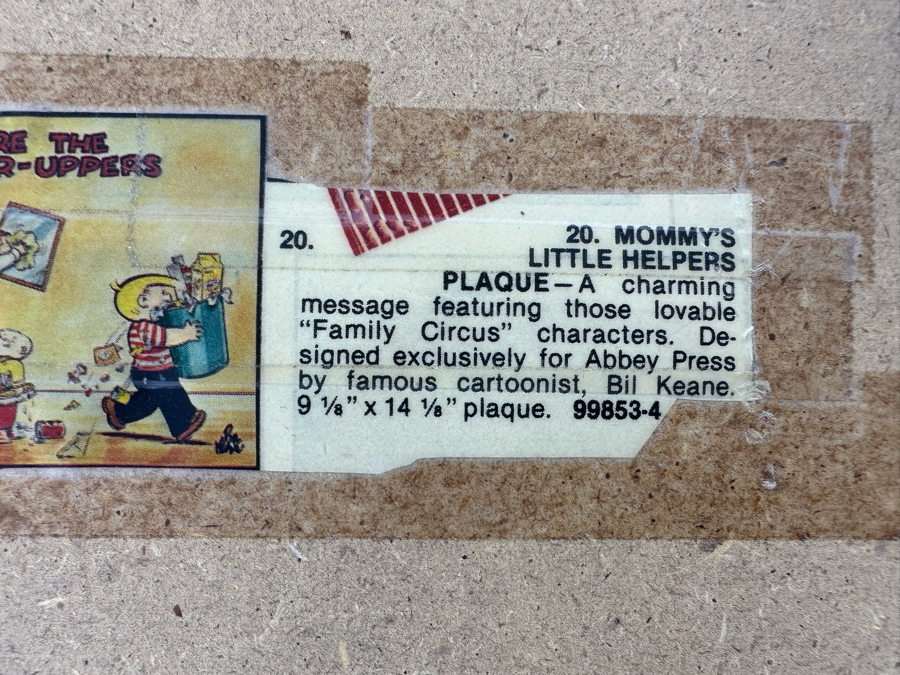 RE THE
R-UPPERS
20.
20. MOMMY'S
LITTLE HELPERS
PLAQUE—A charming
message featuring those lovable
"Family Circus" characters. De-
signed exclusively for Abbey Press
by famous cartoonist, Bil Keane.
9 ⅛" x 14 ⅛" plaque. 99853-4